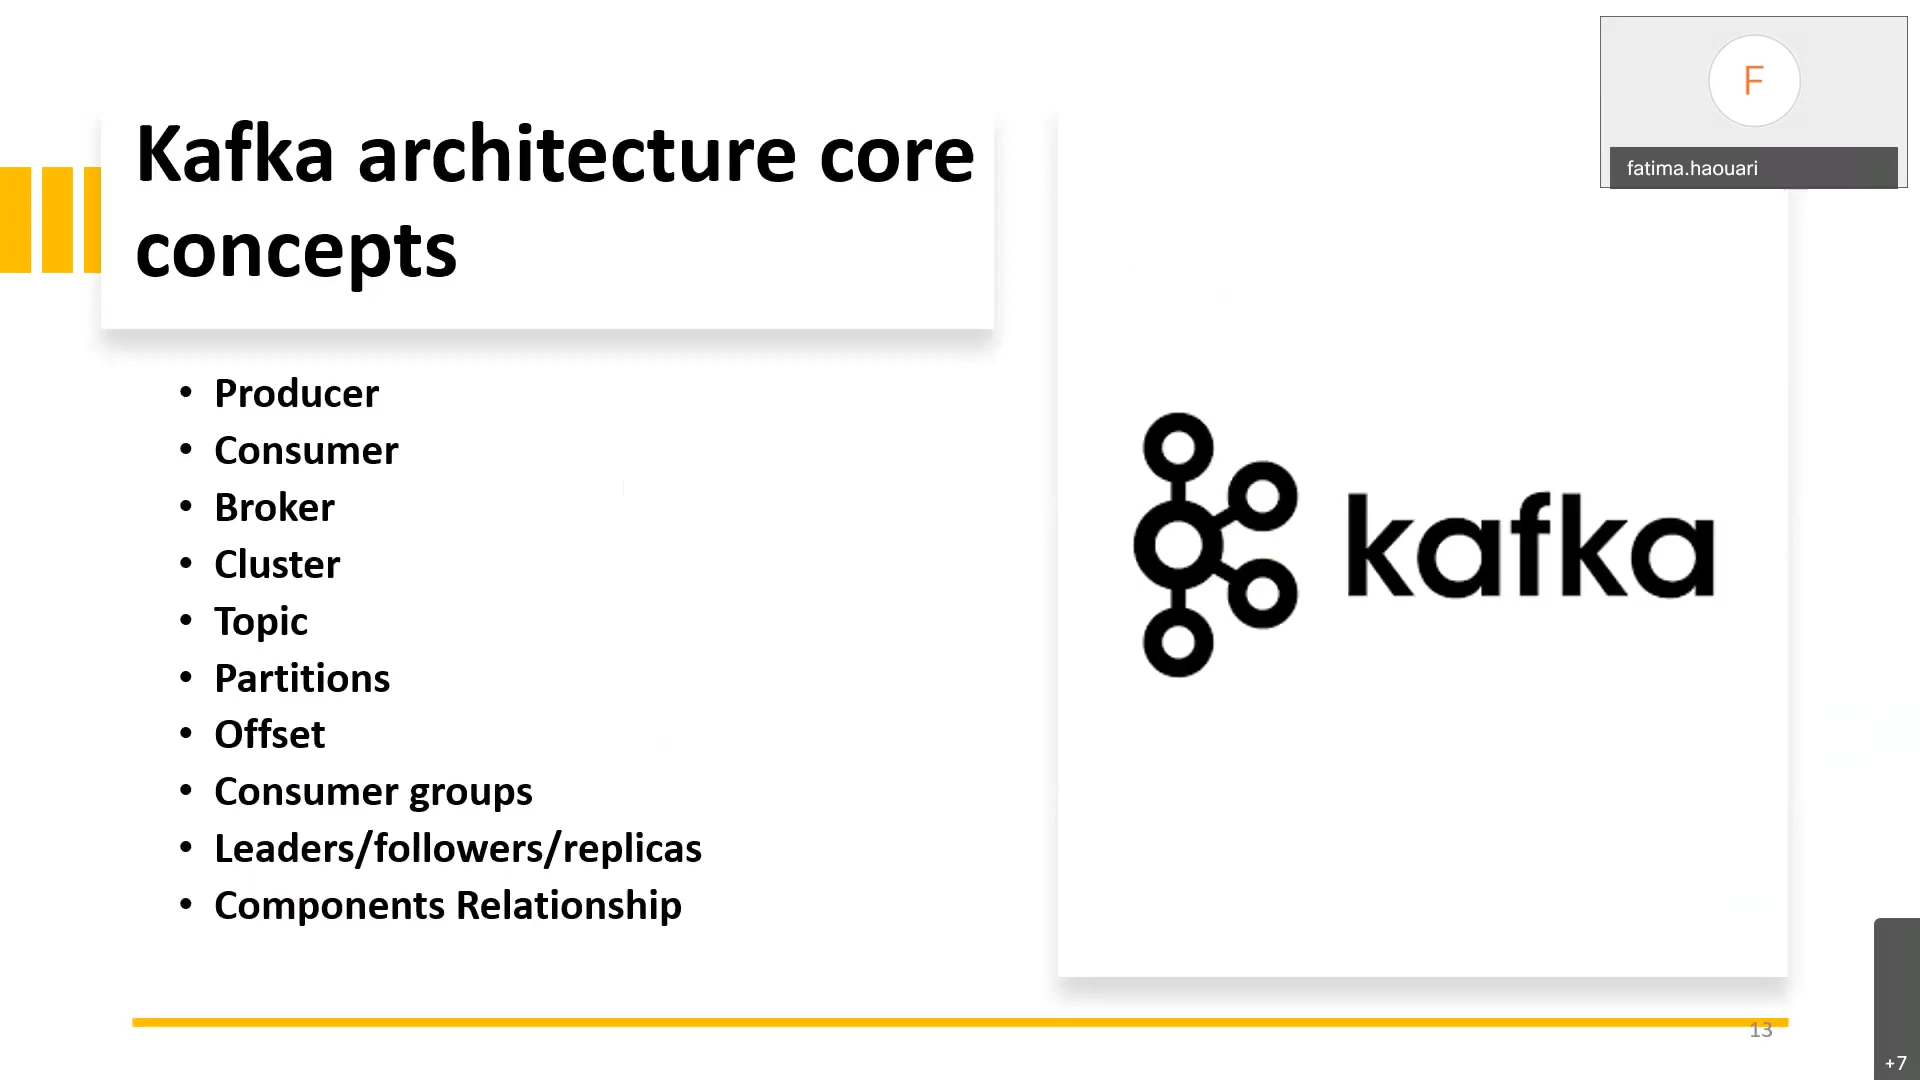 Kafka architecture core
concepts
F
fatima.haouari
• Producer
• Consumer
• Broker
• Cluster
• Topic
• Partitions
• Offset
• Consumer groups
• Leaders/followers/replicas
• Components Relationship
kafka
13
+7